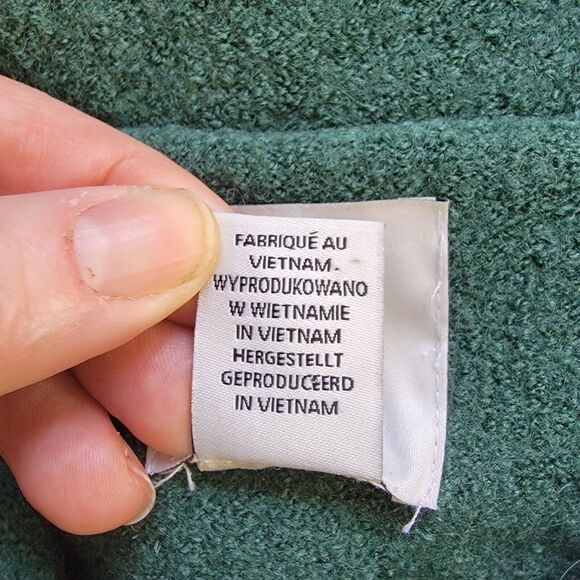 FABRIQUÉ AU
VIETNAM.
WYPRODUKOWANO
W WIETNAMIE
IN VIETNAM
HERGESTELLT
GEPRODUCEERD
IN VIETNAM